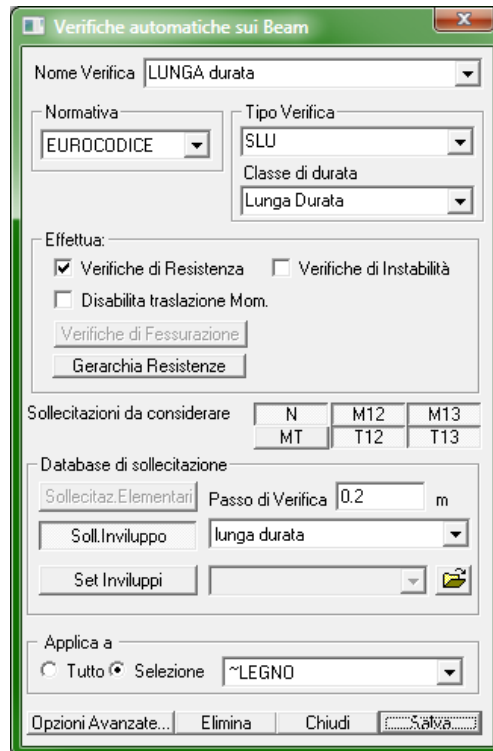 Verifiche automatiche sui Beam
Nome Verifica LUNGA durata
Normativa
EUROCODICE
Tipo Verifica
SLU
Classe di durata
Lunga Durata
Effettua:
Verifiche di Resistenza Verifiche di Instabilità
Disabilita traslazione Mom.
Verifiche di Fessurazione
Gerarchia Resistenze
Sollecitazioni da considerare N M12 M13
MT T12 T13
Database di sollecitazione
Sollecitaz.Elementari Passo di Verifica 0.2 m
Soll.Inviluppo lunga durata
Set Inviluppi
Applica a
Tutto Selezione ~LEGNO
Opzioni Avanzate... Elimina Chiudi Salva